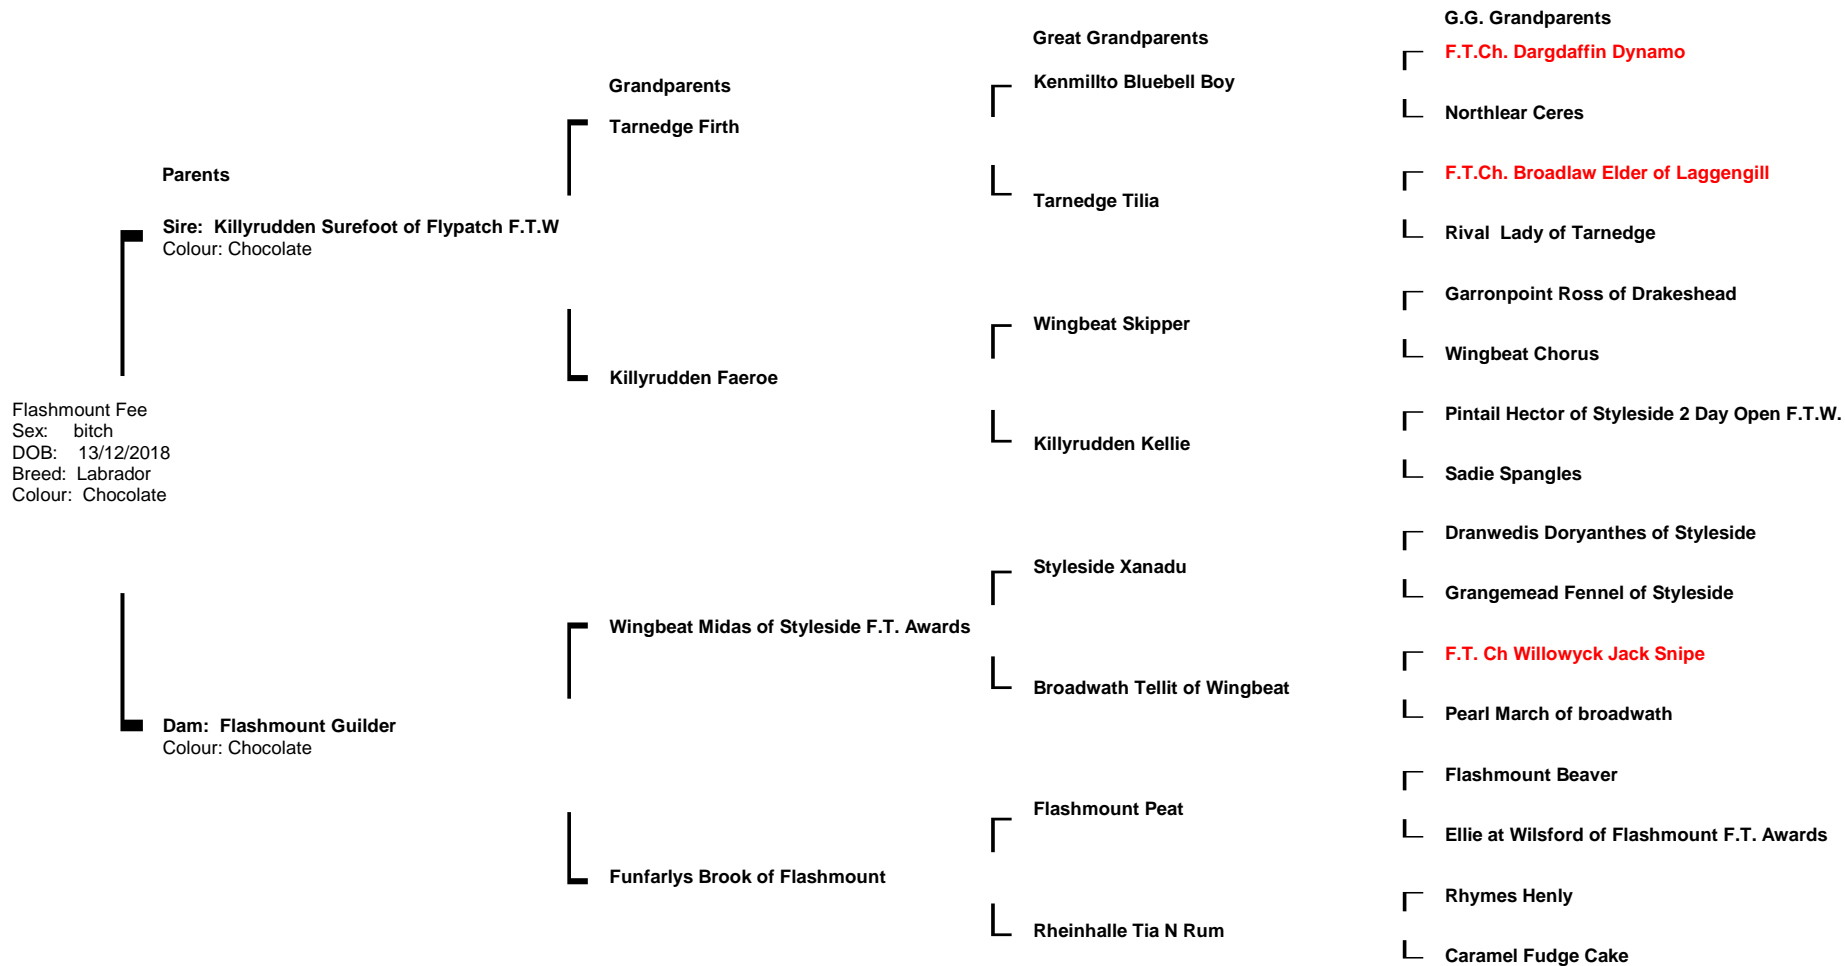 Flashmount Fee
Sex: bitch
DOB: 13/12/2018
Breed: Labrador
Colour: Chocolate
Parents
Sire: Killyrudden Surefoot of Flypatch F.T.W
Colour: Chocolate
Dam: Flashmount Guilder
Colour: Chocolate
Grandparents
Tarnedge Firth
Killyrudden Faeroe
Wingbeat Midas of Styleside F.T. Awards
Funfarlys Brook of Flashmount
Great Grandparents
Kenmillto Bluebell Boy
Tarnedge Tilia
Wingbeat Skipper
Killyrudden Kellie
Styleside Xanadu
Broadwath Tellit of Wingbeat
Flashmount Peat
Rheinhalle Tia N Rum
G.G. Grandparents
F.T.Ch. Dargdaffin Dynamo
Northlear Ceres
F.T.Ch. Broadlaw Elder of Laggengill
Rival Lady of Tarnedge
Garronpoint Ross of Drakeshead
Wingbeat Chorus
Pintail Hector of Styleside 2 Day Open F.T.W.
Sadie Spangles
Dranwedis Doryanthes of Styleside
Grangemead Fennel of Styleside
F.T. Ch Willowyck Jack Snipe
Pearl March of broadwath
Flashmount Beaver
Ellie at Wilsford of Flashmount F.T. Awards
Rhymes Henly
Caramel Fudge Cake